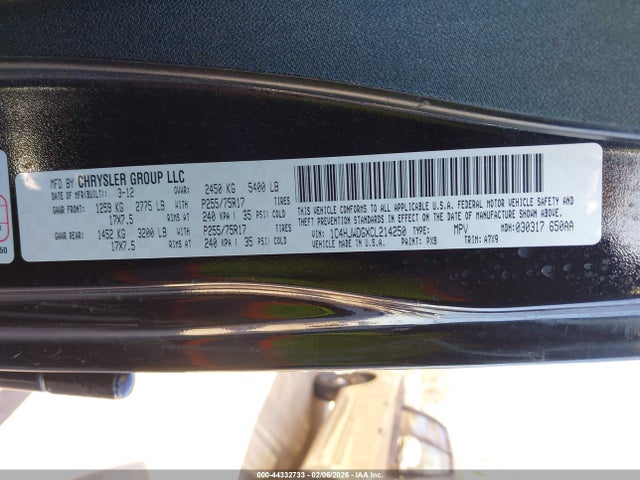 MFD BY CHRYSLER GROUP LLC
DATE OF MFR(BUILT): 3-12 GVWR: 2450 KG 5400 LB
GAWR FRONT: 1259 KG 2775 LB P255/75R17 TIRES
17X7.5 RIMS AT 240 KPA ( 35 PSI) COLD
GAWR REAR: 1452 KG 3200 LB P255/75R17 TIRES
17X7.5 RIMS AT 240 KPA ( 35 PSI) COLD
THIS VEHICLE CONFORMS TO ALL APPLICABLE U.S.A. FEDERAL MOTOR VEHICLE SAFETY,
BUMPER, AND THEFT PREVENTION STANDARDS IN EFFECT ON THE DATE OF MANUFACTURE SHOWN ABOVE.
VIN: 1C4HJWDGXCL214250 TYPE: MPV MDH:030317 650AA
VEHICLE MADE IN U.S.A. PAINT: PX8 TRIM: A7X9
50
000-44332733 - 02/06/2026 - IAA Inc.